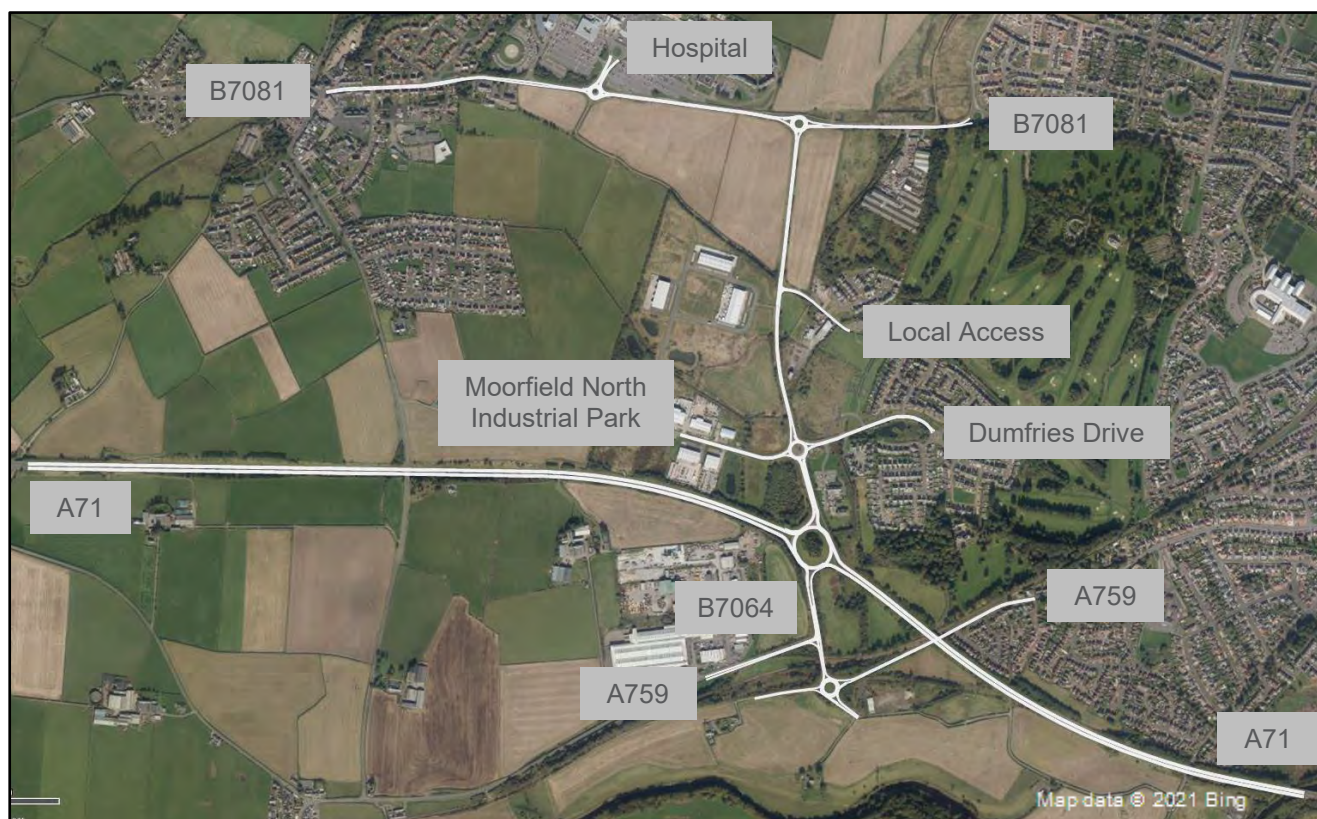 Hospital
B7081
B7081
Local Access
Moorfield North
Industrial Park
Dumfries Drive
A71
B7064
A759
A759
A71
Map data © 2021 Bing